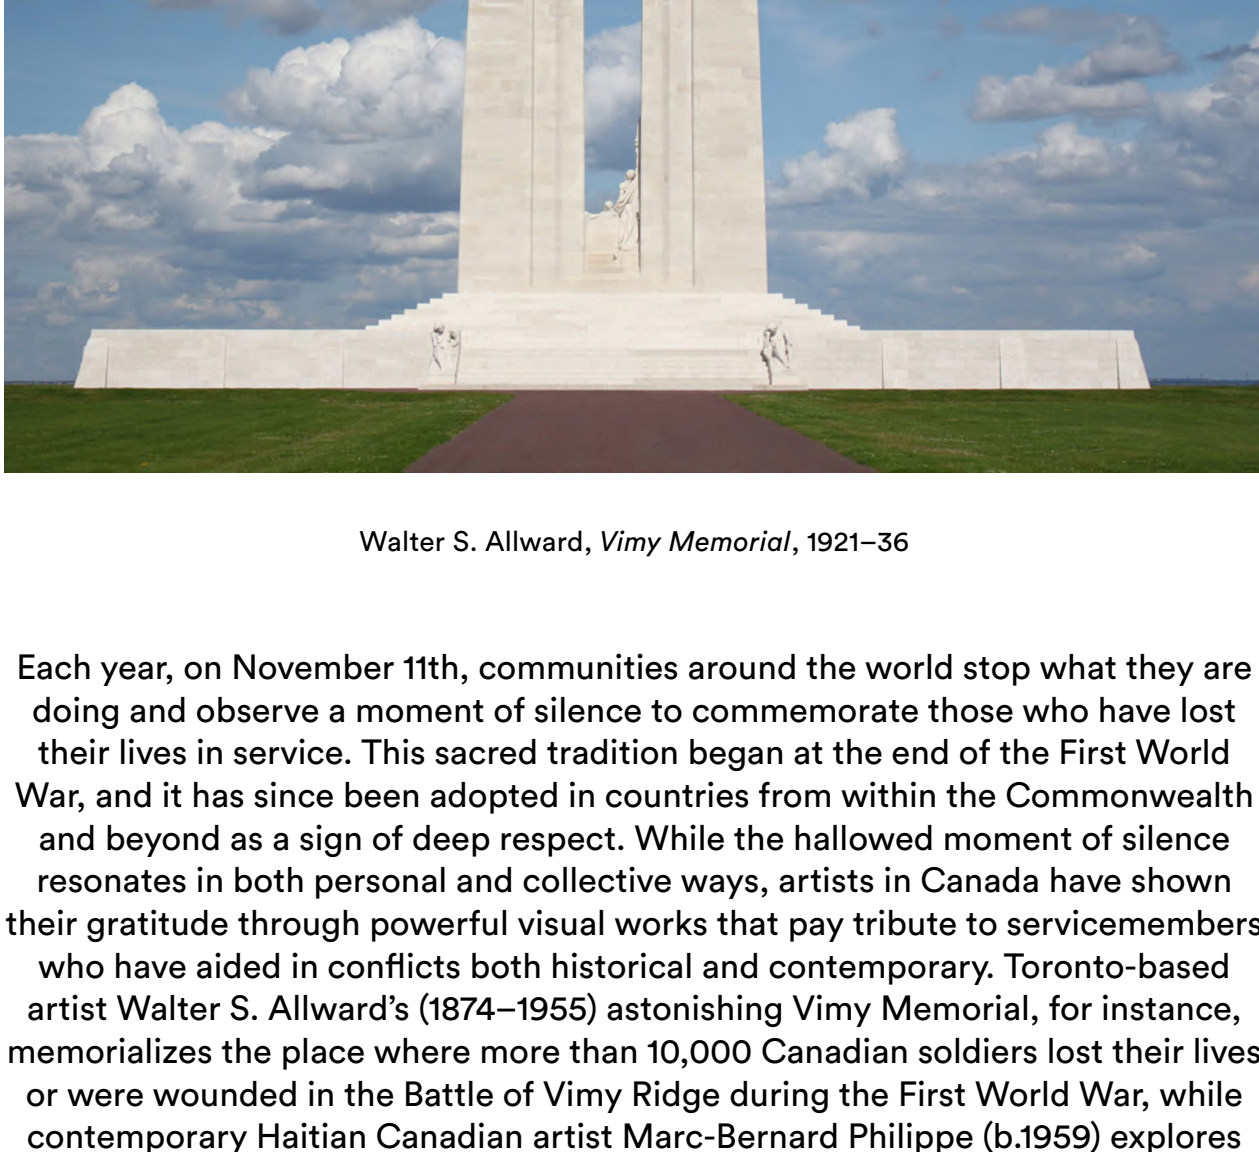 Walter S. Allward, Vimy Memorial, 1921–36
Each year, on November 11th, communities around the world stop what they are
doing and observe a moment of silence to commemorate those who have lost
their lives in service. This sacred tradition began at the end of the First World
War, and it has since been adopted in countries from within the Commonwealth
and beyond as a sign of deep respect. While the hallowed moment of silence
resonates in both personal and collective ways, artists in Canada have shown
their gratitude through powerful visual works that pay tribute to servicemembers
who have aided in conflicts both historical and contemporary. Toronto-based
artist Walter S. Allward’s (1874–1955) astonishing Vimy Memorial, for instance,
memorializes the place where more than 10,000 Canadian soldiers lost their lives
or were wounded in the Battle of Vimy Ridge during the First World War, while
contemporary Haitian Canadian artist Marc-Bernard Philippe (b.1959) explores